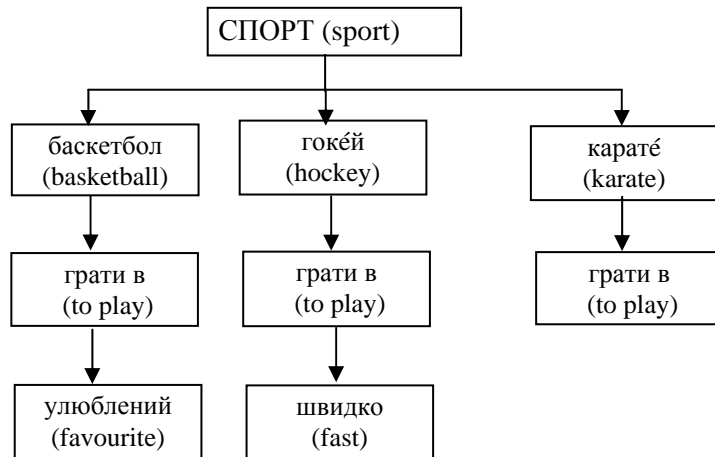 СПОРТ (sport)
баскетбол
(basketball)
гоке́й
(hockey)
карате́
(karate)
грати в
(to play)
грати в
(to play)
грати в
(to play)
улюблений
(favourite)
швидко
(fast)